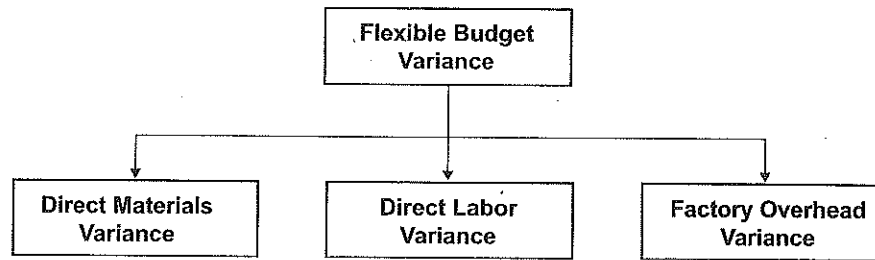 Flexible Budget
Variance
Direct Materials
Variance
Direct Labor
Variance
Factory Overhead
Variance